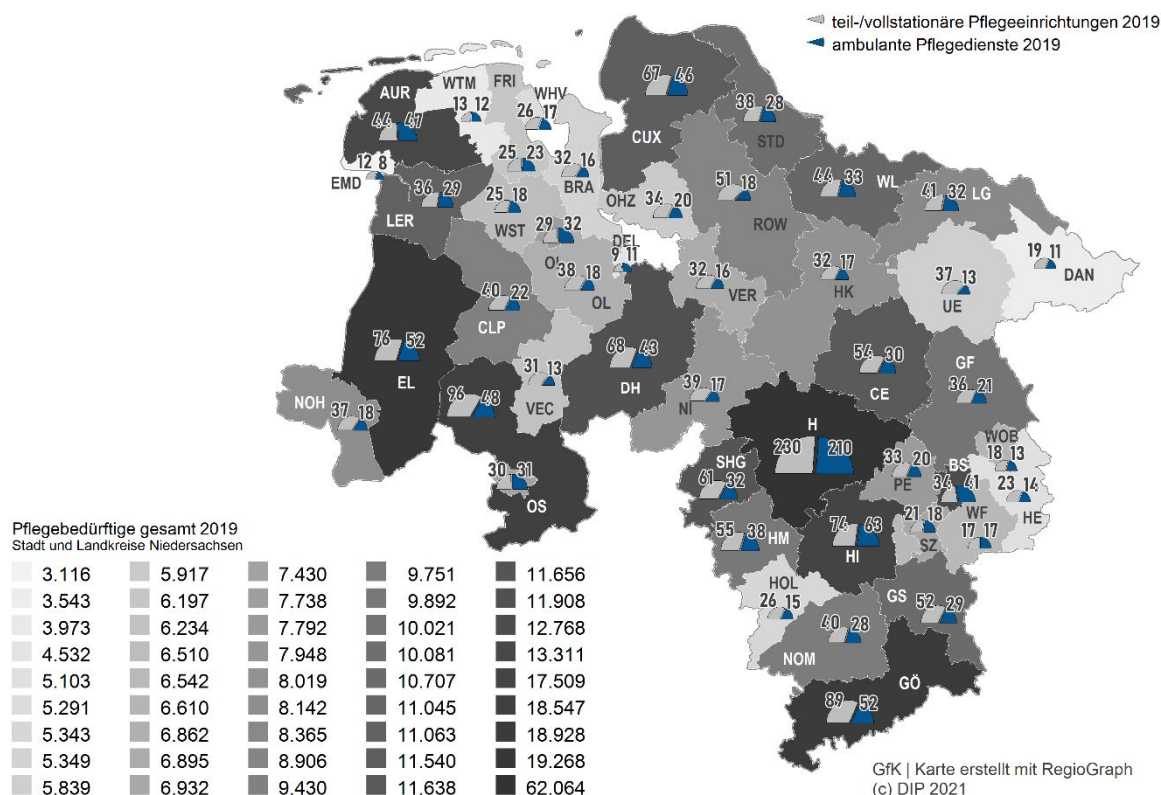 teil-/vollstationäre Pflegeeinrichtungen 2019
ambulante Pflegedienste 2019
67 46
CUX
AUR
44 47
WTM
13 12
FRI
25 23
WHV
26 17
38 28
STD
EMD
12 8
36 29
LER
25 18
WST
32 16
BRA
OHZ
34 20
51 18
ROW
44 33
WL
41 32
LG
29 32
OL
DEL
9 11
38 18
OL
32 16
VER
32 17
HK
37 13
UE
19 11
DAN
40 22
CLP
76 52
EL
31 13
VEC
68 43
DH
39 17
NI
54 30
CE
GF
36 21
NOH
37 18
96 48
30 31
OS
H
230 210
SHG
61 32
33 20
PE
BS
34 41
WOB
18 13
23 14
HE
55 38
HM
74 63
HI
21 18
SZ
WF
17 17
HOL
26 15
40 28
NOM
GS
52 29
GÖ
89 52
Pflegebedürftige gesamt 2019
Stadt und Landkreise Niedersachsen
3.116 5.917 7.430 9.751 11.656
3.543 6.197 7.738 9.892 11.908
3.973 6.234 7.792 10.021 12.768
4.532 6.510 7.948 10.081 13.311
5.103 6.542 8.019 10.707 17.509
5.291 6.610 8.142 11.045 18.547
5.343 6.862 8.365 11.063 18.928
5.349 6.895 8.906 11.540 19.268
5.839 6.932 9.430 11.638 62.064
GfK | Karte erstellt mit RegioGraph
(c) DIP 2021